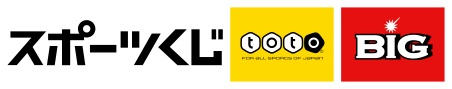 スポーツくじ
toto
FOR ALL SPORTS OF JAPAN
BIG